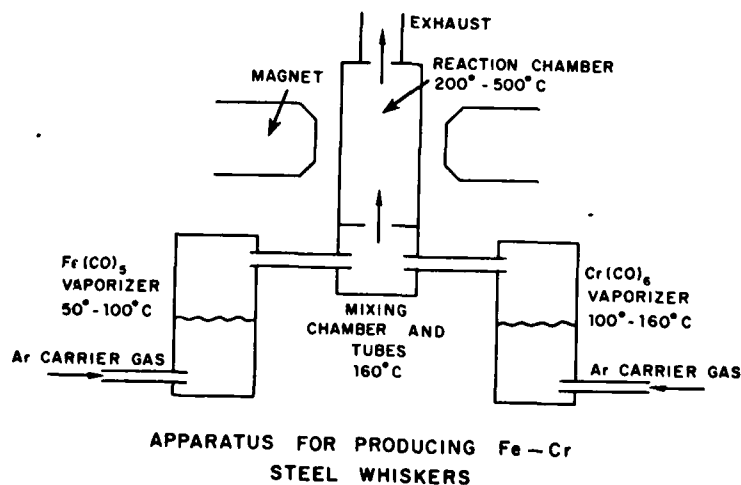 EXHAUST
REACTION CHAMBER
200° - 500°C
MAGNET
Fr(CO)5
VAPORIZER
50° - 100°C
Ar CARRIER GAS
MIXING
CHAMBER AND
TUBES
160°C
Cr(CO)6
VAPORIZER
100° - 160°C
Ar CARRIER GAS
APPARATUS FOR PRODUCING Fe - Cr
STEEL WHISKERS